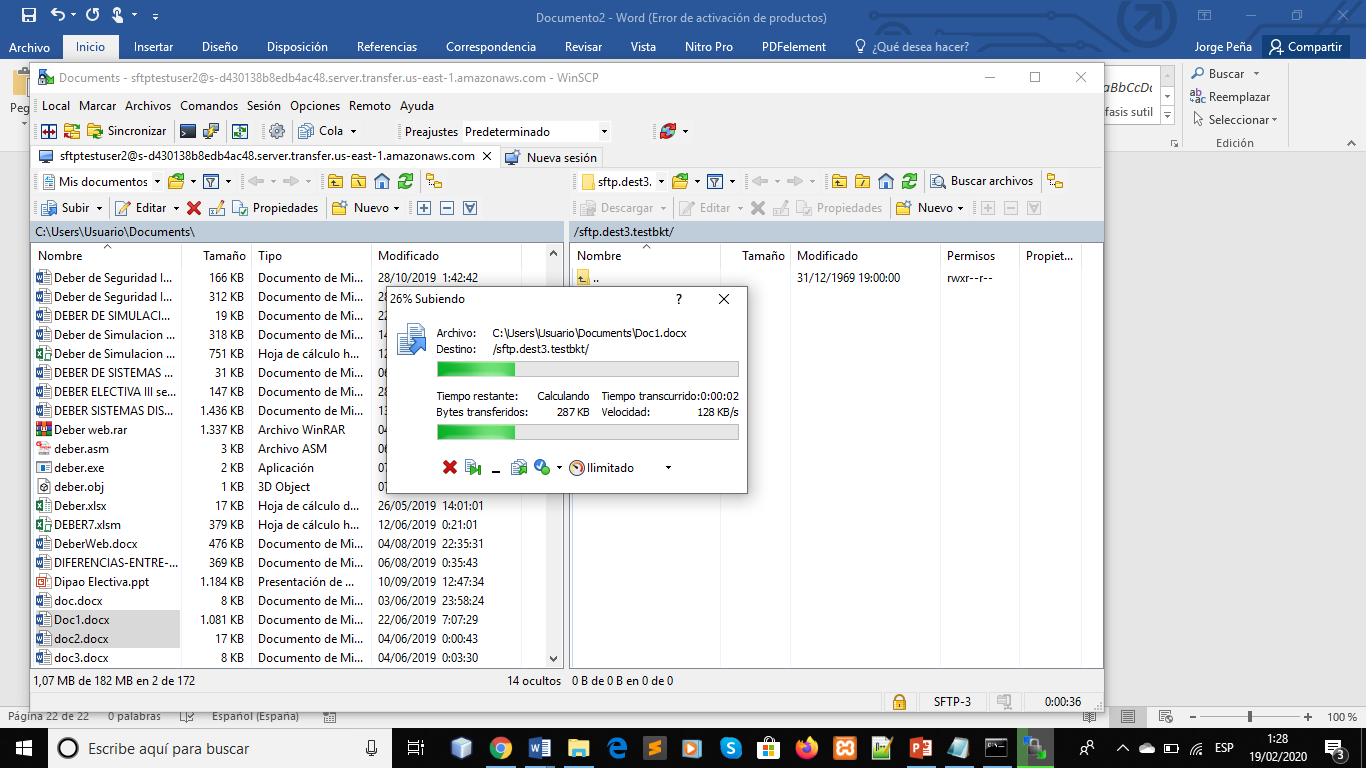 Documento2 - Word (Error de activación de productos)
Archivo Inicio Insertar Diseño Disposición Referencias Correspondencia Revisar Vista Nitro Pro PDFelement ¿Qué desea hacer? Jorge Peña Compartir
Documents - sftptestuser2@s-d430138b8edb4ac48.server.transfer.us-east-1.amazonaws.com - WinSCP
Buscar
Reemplazar
Seleccionar
Edición
Local Marcar Archivos Comandos Sesión Opciones Remoto Ayuda
Sincronizar Cola Preajustes Predeterminado
sftptestuser2@s-d430138b8edb4ac48.server.transfer.us-east-1.amazonaws.com Nueva sesión
Mis documentos sftp.dest3. Buscar archivos
Subir Editar Propiedades Nuevo Descargar Editar Propiedades Nuevo
C:\Users\Usuario\Documents\ /sftp.dest3.testbkt/
Nombre Tamaño Tipo Modificado Nombre Tamaño Modificado Permisos Propiet...
Deber de Seguridad I... 166 KB Documento de Mi... 28/10/2019 1:42:42 .. 31/12/1969 19:00:00 rwxr--r--
Deber de Seguridad I... 312 KB Documento de Mi...
DEBER DE SIMULACI... 19 KB Documento de Mi...
Deber de Simulacion ... 318 KB Documento de Mi...
Deber de Simulacion ... 751 KB Hoja de cálculo h...
DEBER DE SISTEMAS ... 31 KB Documento de Mi...
DEBER ELECTIVA III se... 147 KB Documento de Mi...
DEBER SISTEMAS DIS... 1.436 KB Documento de Mi...
Deber web.rar 1.337 KB Archivo WinRAR
deber.asm 3 KB Archivo ASM
deber.exe 2 KB Aplicación
deber.obj 1 KB 3D Object
Deber.xlsx 17 KB Hoja de cálculo d... 26/05/2019 14:01:01
DEBER7.xlsm 379 KB Hoja de cálculo h... 12/06/2019 0:21:01
DeberWeb.docx 476 KB Documento de Mi... 04/08/2019 22:35:31
DIFERENCIAS-ENTRE-... 369 KB Documento de Mi... 06/08/2019 0:35:43
Dipao Electiva.ppt 1.184 KB Presentación de ... 10/09/2019 12:47:34
doc.docx 8 KB Documento de Mi... 03/06/2019 23:58:24
Doc1.docx 1.081 KB Documento de Mi... 22/06/2019 7:07:29
doc2.docx 17 KB Documento de Mi... 04/06/2019 0:00:43
doc3.docx 8 KB Documento de Mi... 04/06/2019 0:03:30
26% Subiendo
Archivo: C:\Users\Usuario\Documents\Doc1.docx
Destino: /sftp.dest3.testbkt/
Tiempo restante: Calculando Tiempo transcurrido:0:00:02
Bytes transferidos: 287 KB Velocidad: 128 KB/s
Ilimitado
1,07 MB de 182 MB en 2 de 172 14 ocultos 0 B de 0 B en 0 de 0
SFTP-3 0:00:36
Página 22 de 22 0 palabras Español (España) 100 %
Escribe aquí para buscar ESP 1:28
19/02/2020
3